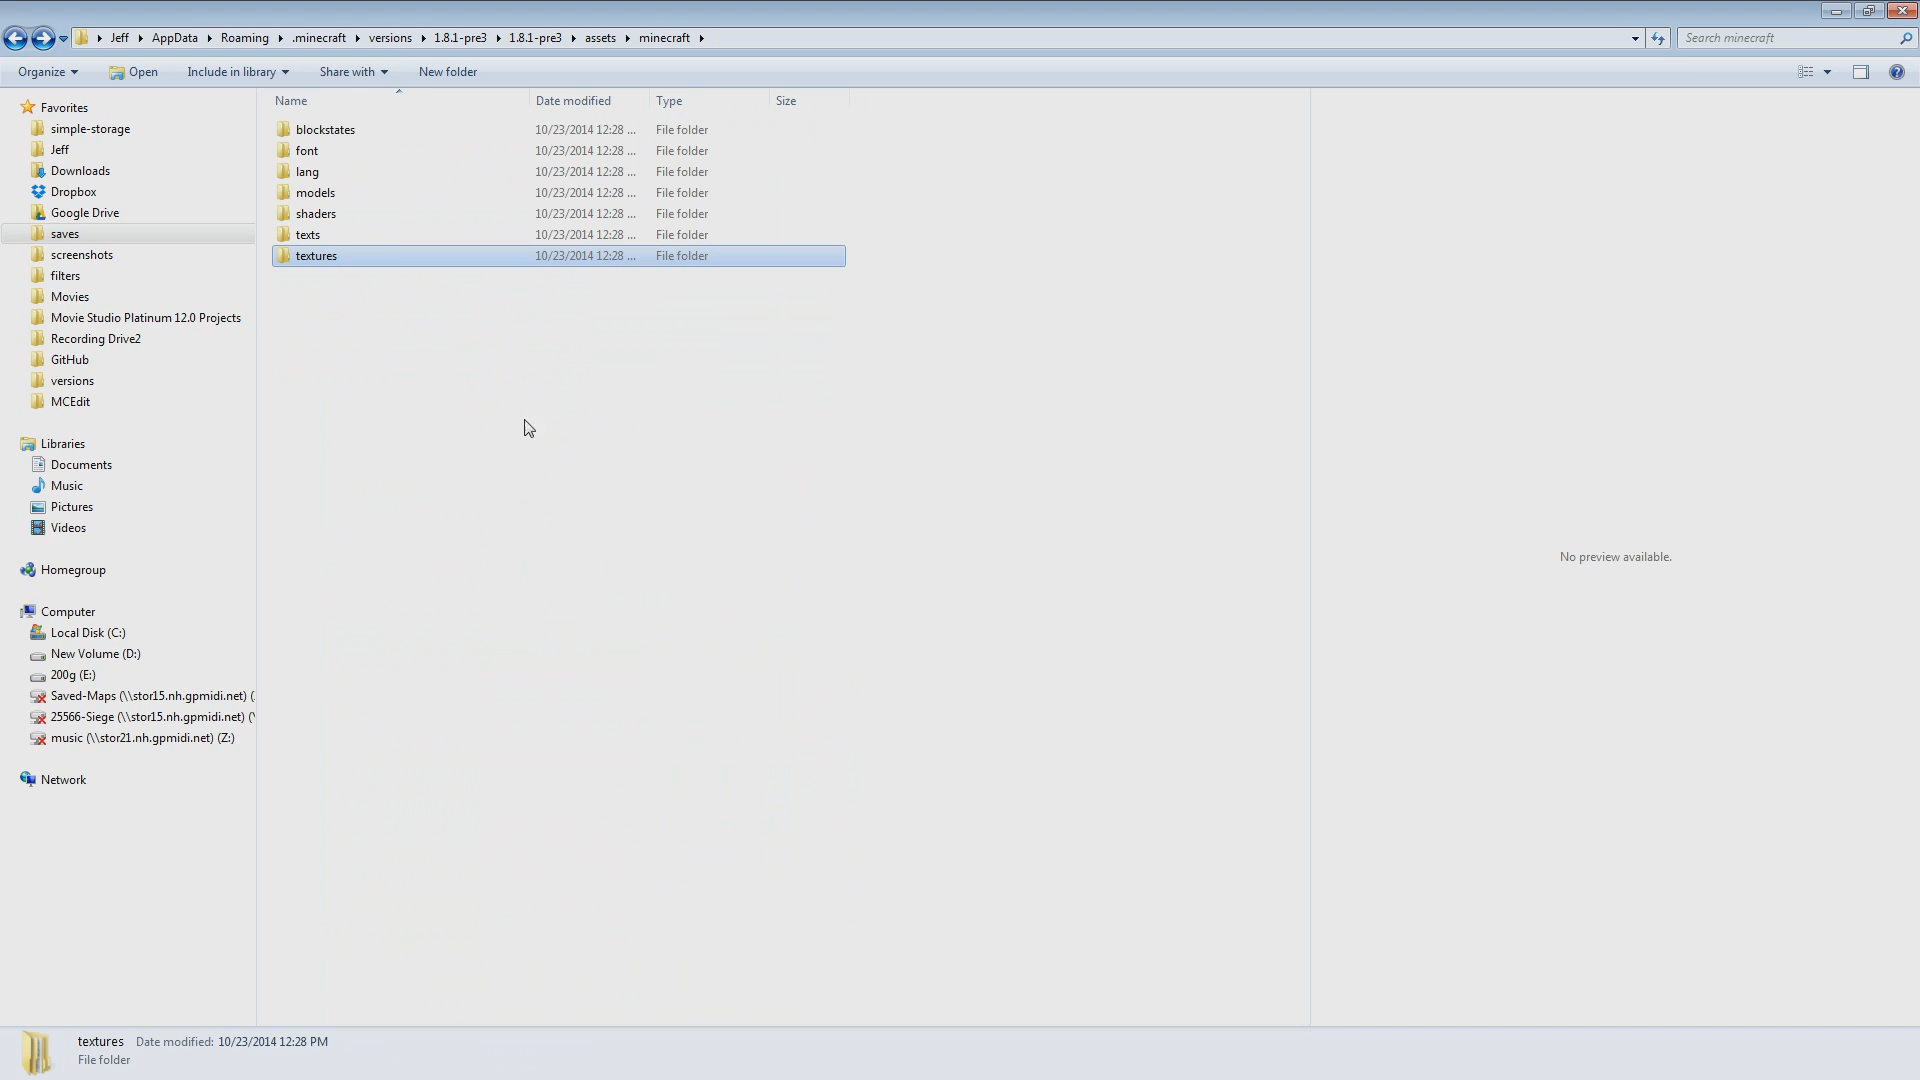 Jeff AppData Roaming .minecraft versions 1.8.1-pre3 1.8.1-pre3 assets minecraft
Search minecraft
Organize Open Include in library Share with New folder
Name Date modified Type Size
blockstates 10/23/2014 12:28 ... File folder
font 10/23/2014 12:28 ... File folder
lang 10/23/2014 12:28 ... File folder
models 10/23/2014 12:28 ... File folder
shaders 10/23/2014 12:28 ... File folder
texts 10/23/2014 12:28 ... File folder
textures 10/23/2014 12:28 ... File folder
Favorites
simple-storage
Jeff
Downloads
Dropbox
Google Drive
saves
screenshots
filters
Movies
Movie Studio Platinum 12.0 Projects
Recording Drive2
GitHub
versions
MCEdit
Libraries
Documents
Music
Pictures
Videos
Homegroup
Computer
Local Disk (C:)
New Volume (D:)
200g (E:)
Saved-Maps (\\stor15.nh.gpmidi.net) (
25566-Siege (\\stor15.nh.gpmidi.net) (
music (\\stor21.nh.gpmidi.net) (Z:)
Network
No preview available.
textures Date modified: 10/23/2014 12:28 PM
File folder